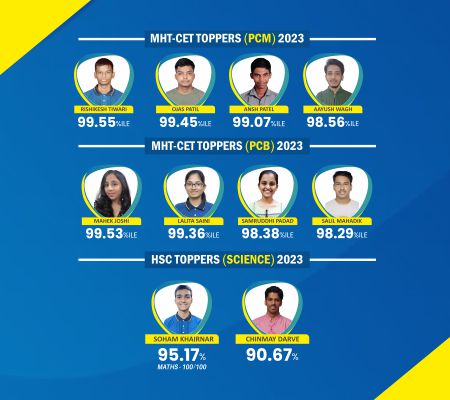 MHT-CET TOPPERS (PCM) 2023
RISHIKESH TIWARI OJAS PATIL ANSH PATEL AAYUSH WAGH
99.55%ILE 99.45%ILE 99.07%ILE 98.56%ILE
MHT-CET TOPPERS (PCB) 2023
MAHEK JOSHI LALITA SAINI SAMRUDDHI PADAD SALIL MAHADIK
99.53%ILE 99.36%ILE 98.38%ILE 98.29%ILE
HSC TOPPERS (SCIENCE) 2023
SOHAM KHAIRNAR CHINMAY DARVE
95.17% 90.67%
MATHS - 100/100